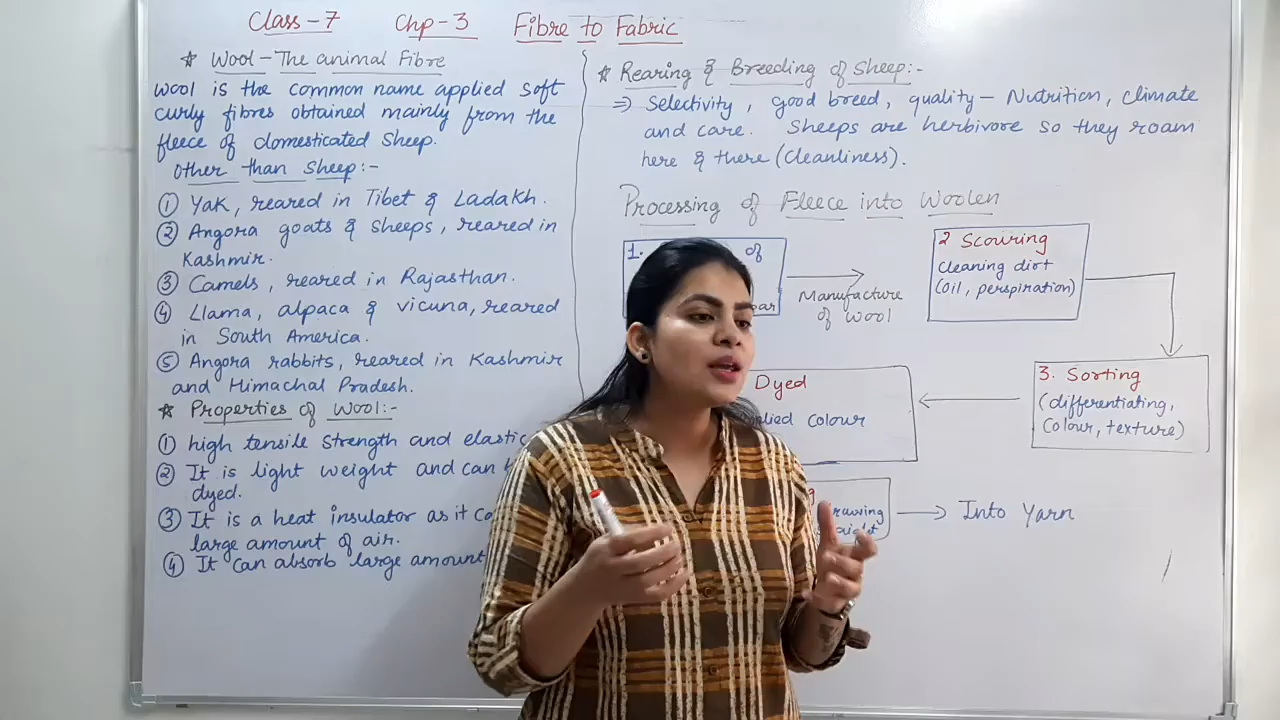 Class-7 Chp-3 Fibre to Fabric
* Wool-The animal Fibre
Wool is the common name applied soft
curly fibres obtained mainly from the
fleece of domesticated Sheep.
Other than Sheep:-
① Yak, reared in Tibet & Ladakh.
② Angora goats & sheeps, reared in
Kashmir.
③ Camels, reared in Rajasthan.
④ Llama, alpaca & vicuna, reared
in South America.
⑤ Angora rabbits, reared in Kashmir
and Himachal Pradesh.
* Properties of Wool:-
① high tensile strength and elastic
② It is light weight and can
dyed.
③ It is a heat insulator as it
large amount of air.
④ It can absorb large amount
* Rearing & Breeding of Sheep:-
⇒ Selectivity, good breed, quality- Nutrition, climate
and care. Sheeps are herbivore so they roam
here & there (cleanliness).
Processing of Fleece into Woolen
1. of
Manufacture
of wool
2 Scouring
Cleaning dirt
(oil, perspiration)
3. Sorting
(differentiating,
colour, texture)
Dyed
colour
→ Into Yarn